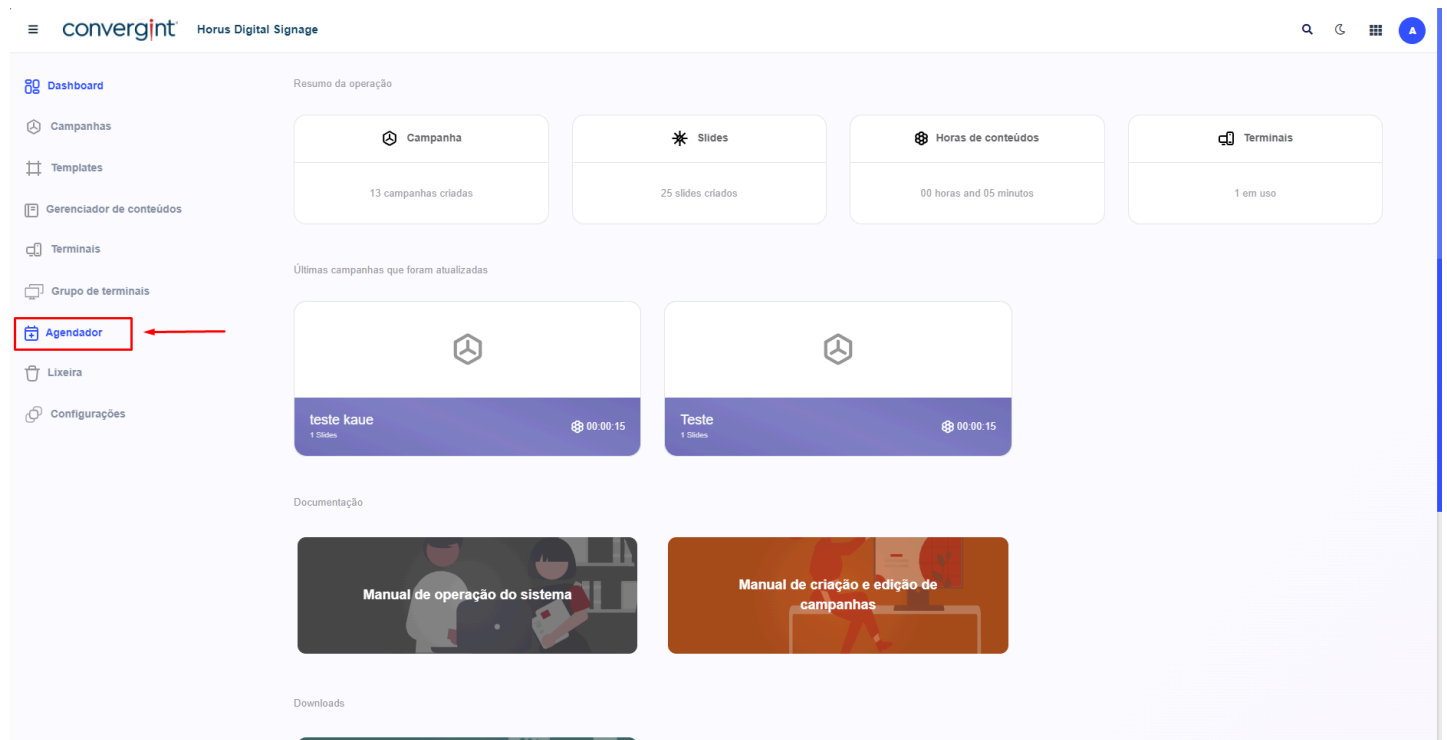 convergint Horus Digital Signage
A
Dashboard
Campanhas
Templates
Gerenciador de conteúdos
Terminais
Grupo de terminais
Agendador
Lixeira
Configurações
Resumo da operação
Campanha
13 campanhas criadas
Slides
25 slides criados
Horas de conteúdos
00 horas and 05 minutos
Terminais
1 em uso
Últimas campanhas que foram atualizadas
teste kaue
1 Slides
00:00:15
Teste
1 Slides
00:00:15
Documentação
Manual de operação do sistema
Manual de criação e edição de
campanhas
Downloads